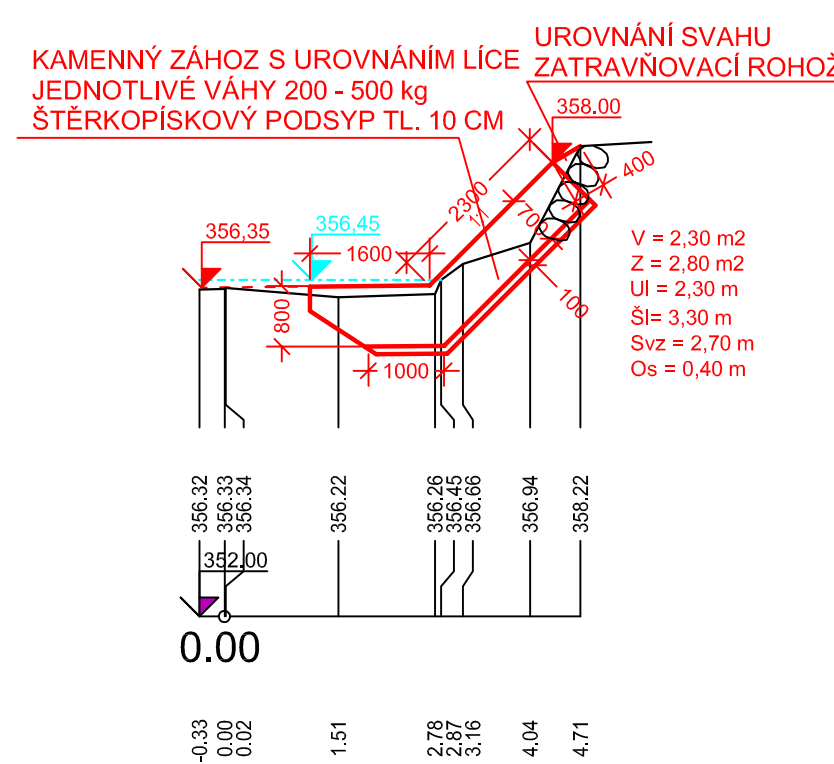 UROVNÁNÍ SVAHU
ZATRAVŇOVACÍ ROHOŽ
KAMENNÝ ZÁHOZ S UROVNÁNÍM LÍCE
JEDNOTLIVÉ VÁHY 200 - 500 kg
ŠTĚRKOPÍSKOVÝ PODSYP TL. 10 CM
358.00
400
2300
1:1
700
356,35
356,45
1600
800
100
1000
V = 2,30 m2
Z = 2,80 m2
Ul = 2,30 m
Šl= 3,30 m
Svz = 2,70 m
Os = 0,40 m
356.32
356.33
356.34
356.22
356.26
356.45
356.66
356.94
358.22
352.00
0.00
-0.33
0.00
0.02
1.51
2.78
2.87
3.16
4.04
4.71